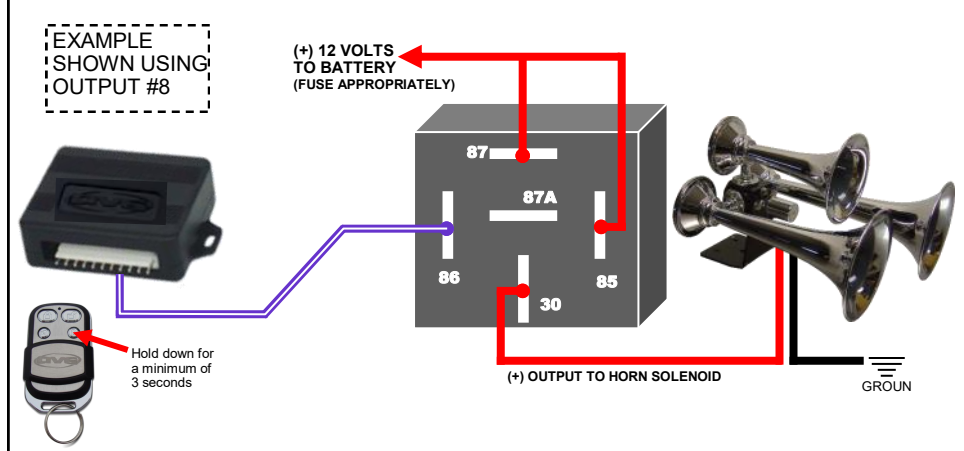 EXAMPLE
SHOWN USING
OUTPUT #8
(+) 12 VOLTS
TO BATTERY
(FUSE APPROPRIATELY)
87
87A
86
85
30
Hold down for
a minimum of
3 seconds
(+) OUTPUT TO HORN SOLENOID
GROUN